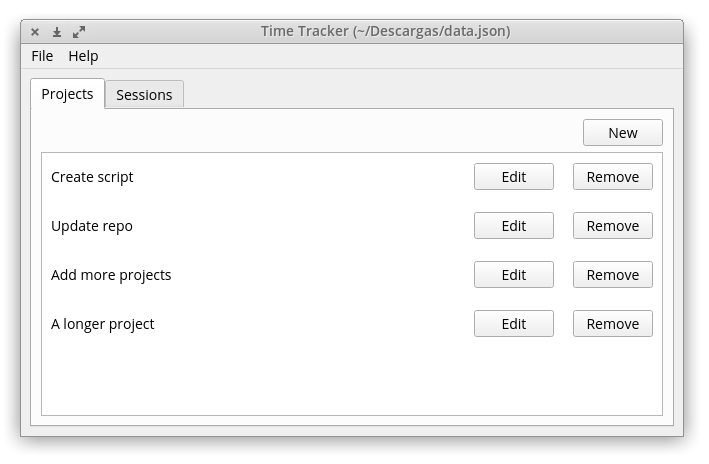 Time Tracker (~/Descargas/data.json)
File Help
Projects Sessions
New
Create script Edit Remove
Update repo Edit Remove
Add more projects Edit Remove
A longer project Edit Remove